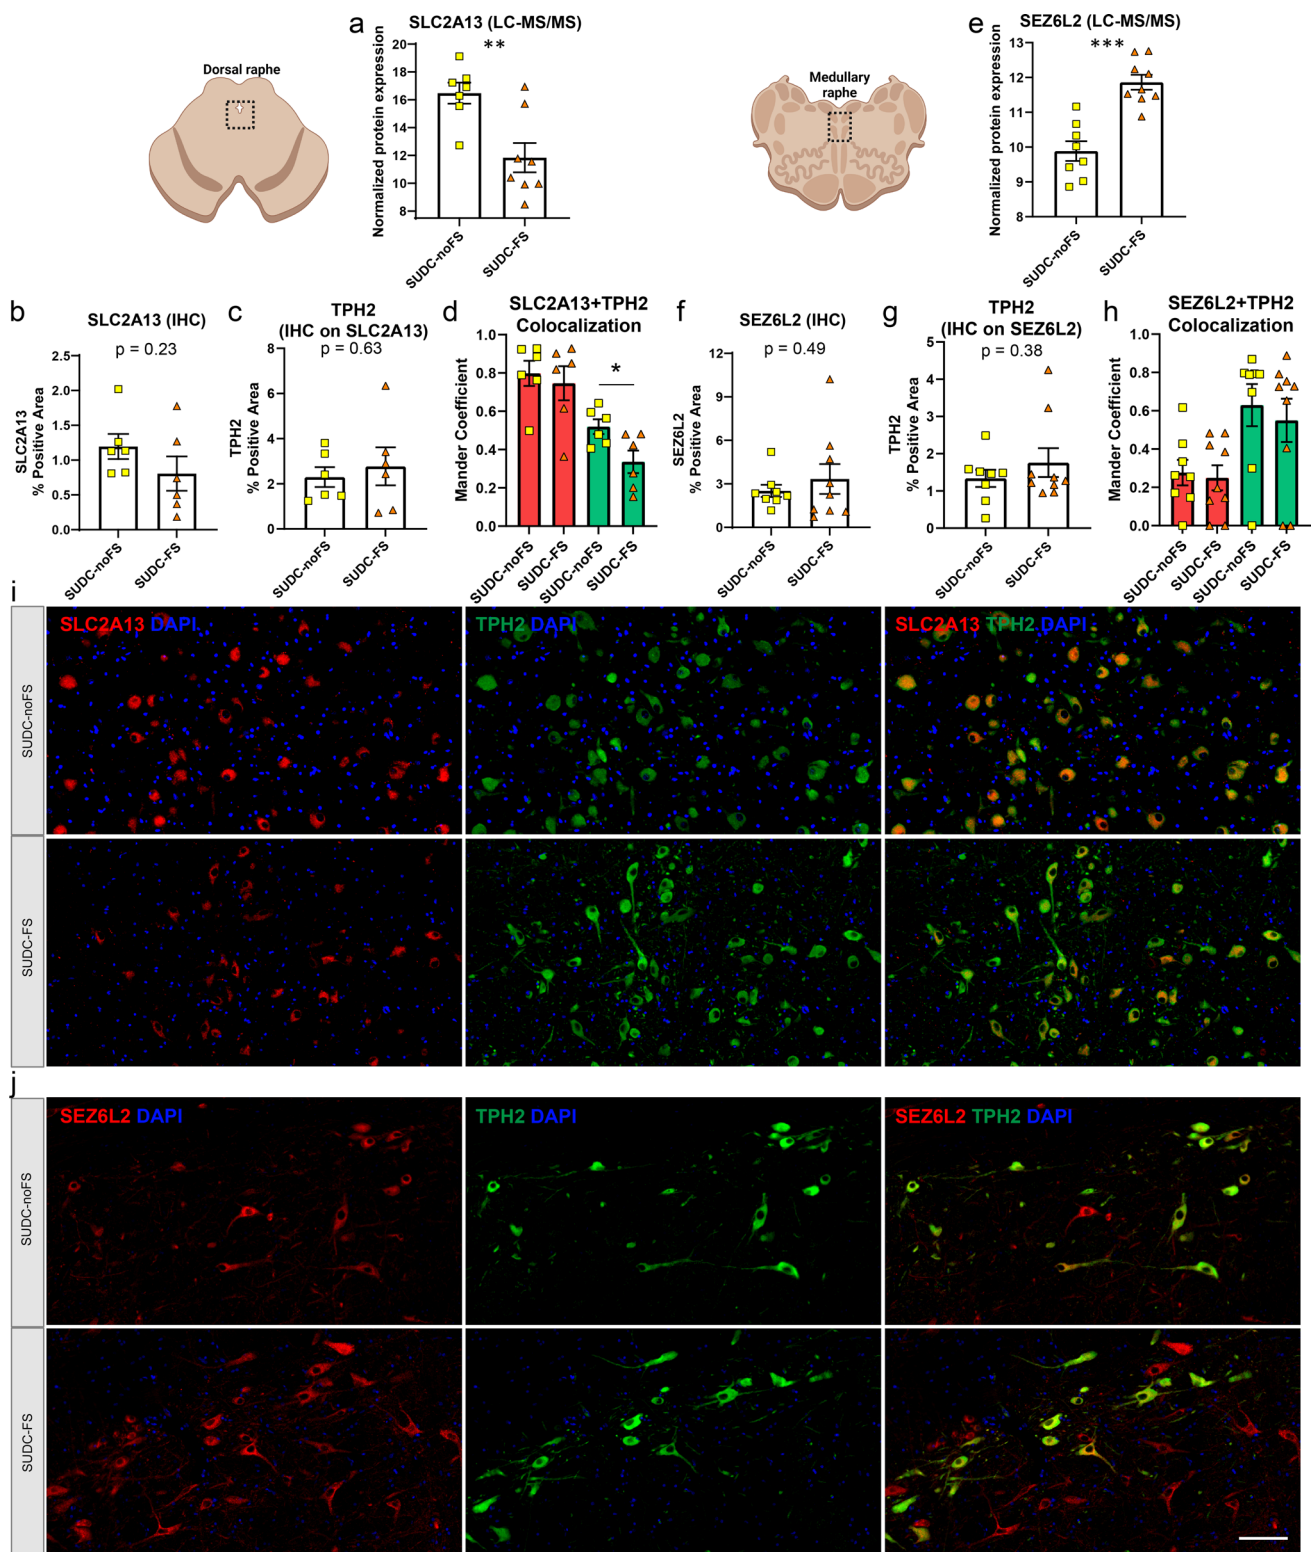 a
SLC2A13 (LC-MS/MS)
**
Normalized protein expression
20
18
16
14
12
10
8
SUDC-noFS
SUDC-FS
Dorsal raphe
e
SEZ6L2 (LC-MS/MS)
***
Normalized protein expression
13
12
11
10
9
8
SUDC-noFS
SUDC-FS
Medullary
raphe
b
SLC2A13 (IHC)
p = 0.23
SLC2A13
% Positive Area
2.5
2.0
1.5
1.0
0.5
0.0
SUDC-noFS
SUDC-FS
c
TPH2
(IHC on SLC2A13)
p = 0.63
TPH2
% Positive Area
8
6
4
2
0
SUDC-noFS
SUDC-FS
d
SLC2A13+TPH2
Colocalization
*
Mander Coefficient
1.0
0.8
0.6
0.4
0.2
0.0
SUDC-noFS
SUDC-FS
SUDC-noFS
SUDC-FS
f
SEZ6L2 (IHC)
p = 0.49
SEZ6L2
% Positive Area
12
9
6
3
0
SUDC-noFS
SUDC-FS
g
TPH2
(IHC on SEZ6L2)
p = 0.38
TPH2
% Positive Area
5
4
3
2
1
0
SUDC-noFS
SUDC-FS
h
SEZ6L2+TPH2
Colocalization
Mander Coefficient
1.0
0.8
0.6
0.4
0.2
0.0
SUDC-noFS
SUDC-FS
SUDC-noFS
SUDC-FS
i
SUDC-noFS
SLC2A13 DAPI
TPH2 DAPI
SLC2A13 TPH2 DAPI
SUDC-FS
j
SUDC-noFS
SEZ6L2 DAPI
TPH2 DAPI
SEZ6L2 TPH2 DAPI
SUDC-FS